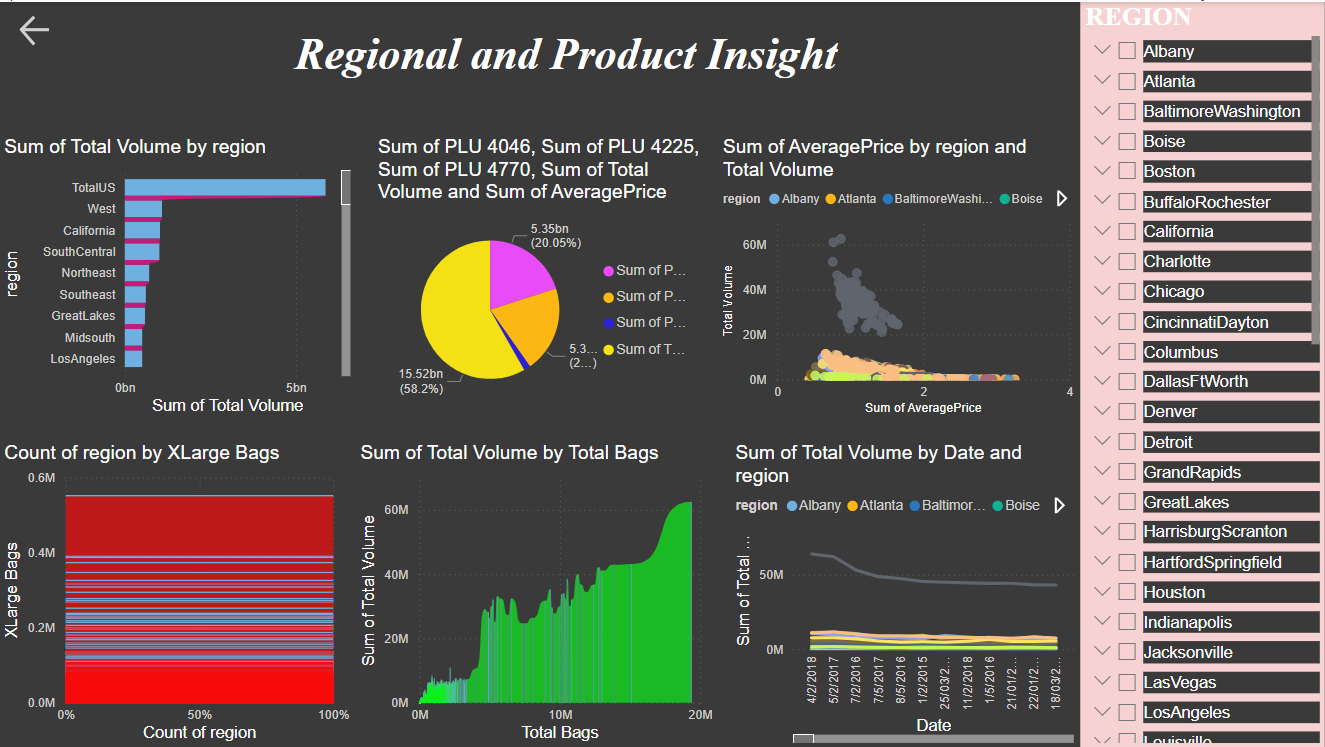 Regional and Product Insight
Sum of Total Volume by region
region
TotalUS
West
California
SouthCentral
Northeast
Southeast
GreatLakes
Midsouth
LosAngeles
0bn
5bn
Sum of Total Volume
Sum of PLU 4046, Sum of PLU 4225,
Sum of PLU 4770, Sum of Total
Volume and Sum of AveragePrice
5.35bn
(20.05%)
5.3...
(2...)
15.52bn
(58.2%)
Sum of P...
Sum of P...
Sum of P...
Sum of T...
Sum of AveragePrice by region and
Total Volume
region Albany Atlanta BaltimoreWashi... Boise
Total Volume
60M
40M
20M
0M
0
2
4
Sum of AveragePrice
Count of region by XLarge Bags
XLarge Bags
0.6M
0.4M
0.2M
0.0M
0%
50%
100%
Count of region
Sum of Total Volume by Total Bags
Sum of Total Volume
60M
40M
20M
0M
0M
10M
20M
Total Bags
Sum of Total Volume by Date and
region
region Albany Atlanta Baltimor... Boise
Sum of Total ...
50M
0M
4/2/2018
5/2/2017
7/2/2016
7/5/2017
8/5/2016
1/2/2015
25/03/2...
11/2/2018
1/5/2016
21/01/2...
22/01/2...
18/03/2...
Date
REGION
Albany
Atlanta
BaltimoreWashington
Boise
Boston
BuffaloRochester
California
Charlotte
Chicago
CincinnatiDayton
Columbus
DallasFtWorth
Denver
Detroit
GrandRapids
GreatLakes
HarrisburgScranton
HartfordSpringfield
Houston
Indianapolis
Jacksonville
LasVegas
LosAngeles
Louisville